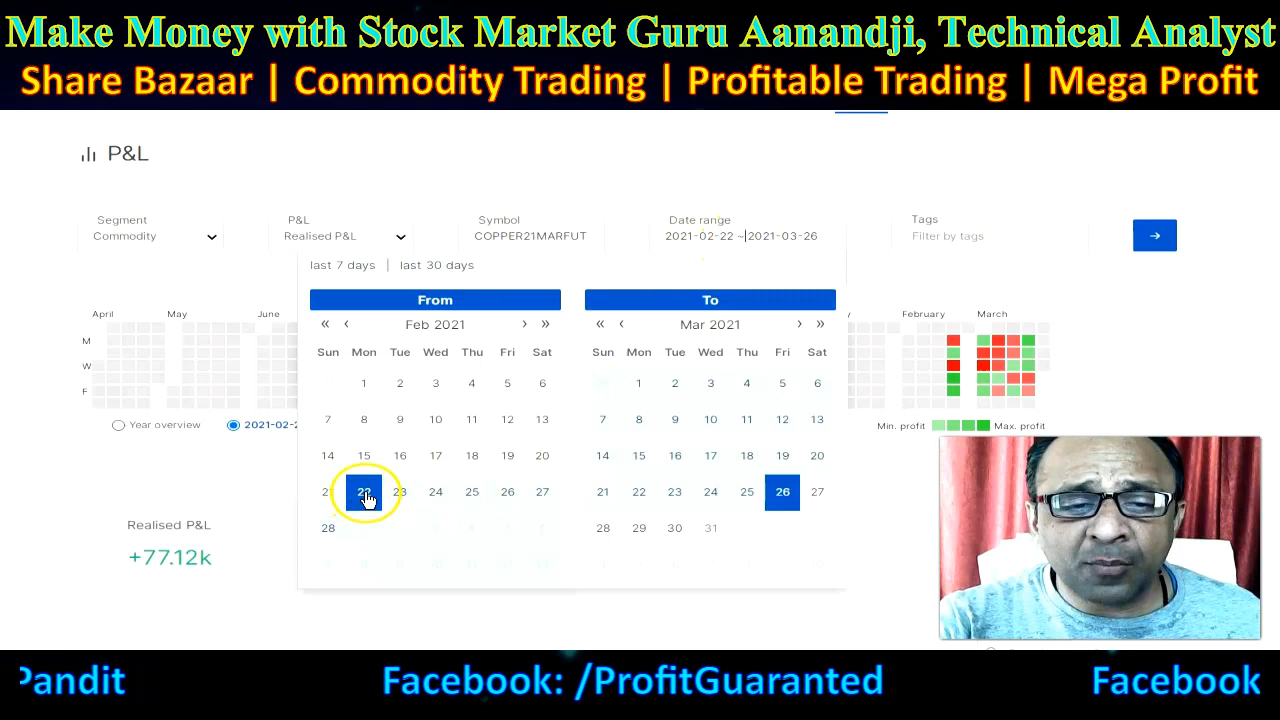 Make Money with Stock Market Guru Aanandji, Technical Analyst
Share Bazaar | Commodity Trading | Profitable Trading | Mega Profit
P&L
Segment P&L Symbol Date range Tags
Commodity Realised P&L COPPER21MARFUT 2021-02-22 ~ 2021-03-26 Filter by tags
last 7 days | last 30 days
From To
April May June February March
« ‹ Feb 2021 › » « ‹ Mar 2021 › »
M
Sun Mon Tue Wed Thu Fri Sat Sun Mon Tue Wed Thu Fri Sat
W
1 2 3 4 5 6 1 2 3 4 5 6
F
7 8 9 10 11 12 13 7 8 9 10 11 12 13
Year overview 2021-02-2 Min. profit Max. profit
14 15 16 17 18 19 20 14 15 16 17 18 19 20
21 22 23 24 25 26 27 21 22 23 24 25 26 27
Realised P&L 28 28 29 30 31
+77.12k
Pandit Facebook: /ProfitGuaranted Facebook